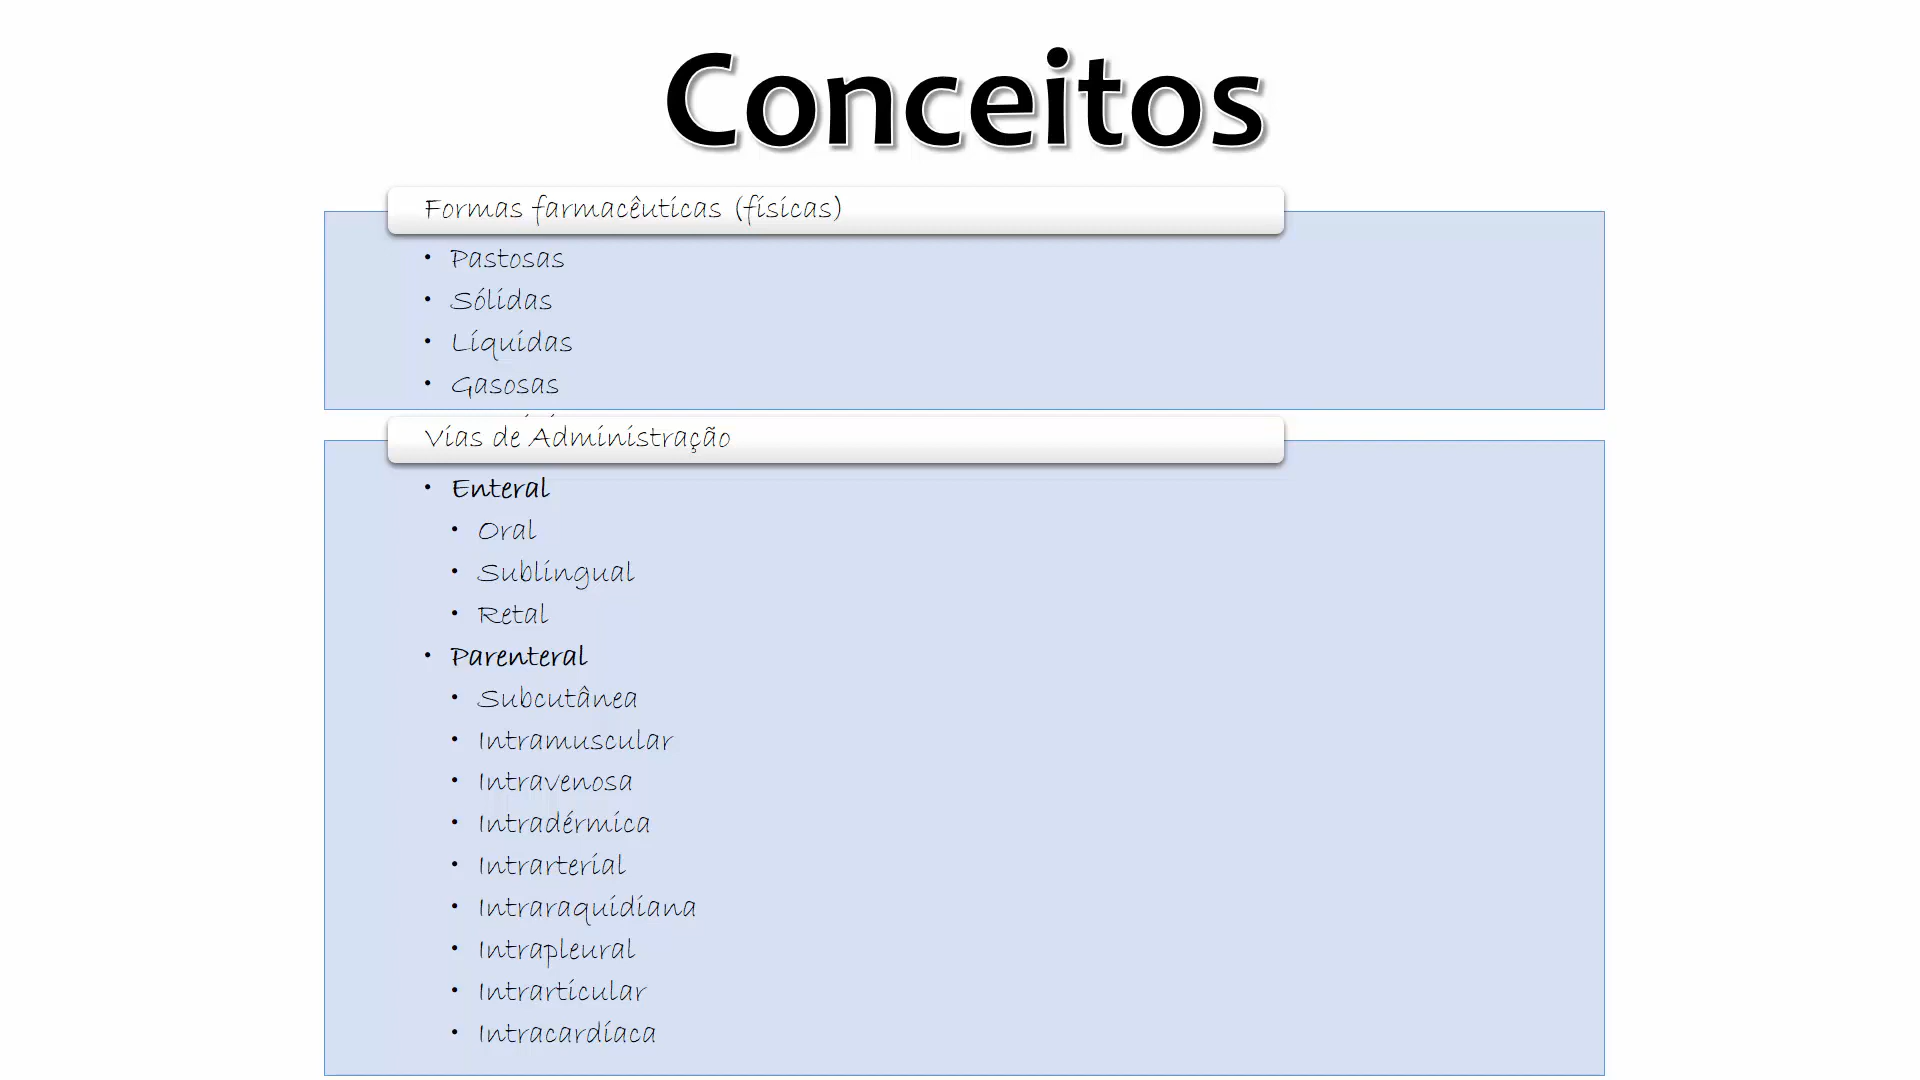 Conceitos
Formas farmacêuticas (físicas)
• Pastosas
• Sólidas
• Líquidas
• Gasosas
Vias de Administração
• Enteral
• Oral
• Sublingual
• Retal
• Parenteral
• Subcutânea
• Intramuscular
• Intravenosa
• Intradérmica
• Intrarterial
• Intraraquidiana
• Intrapleural
• Intrarticular
• Intracardíaca